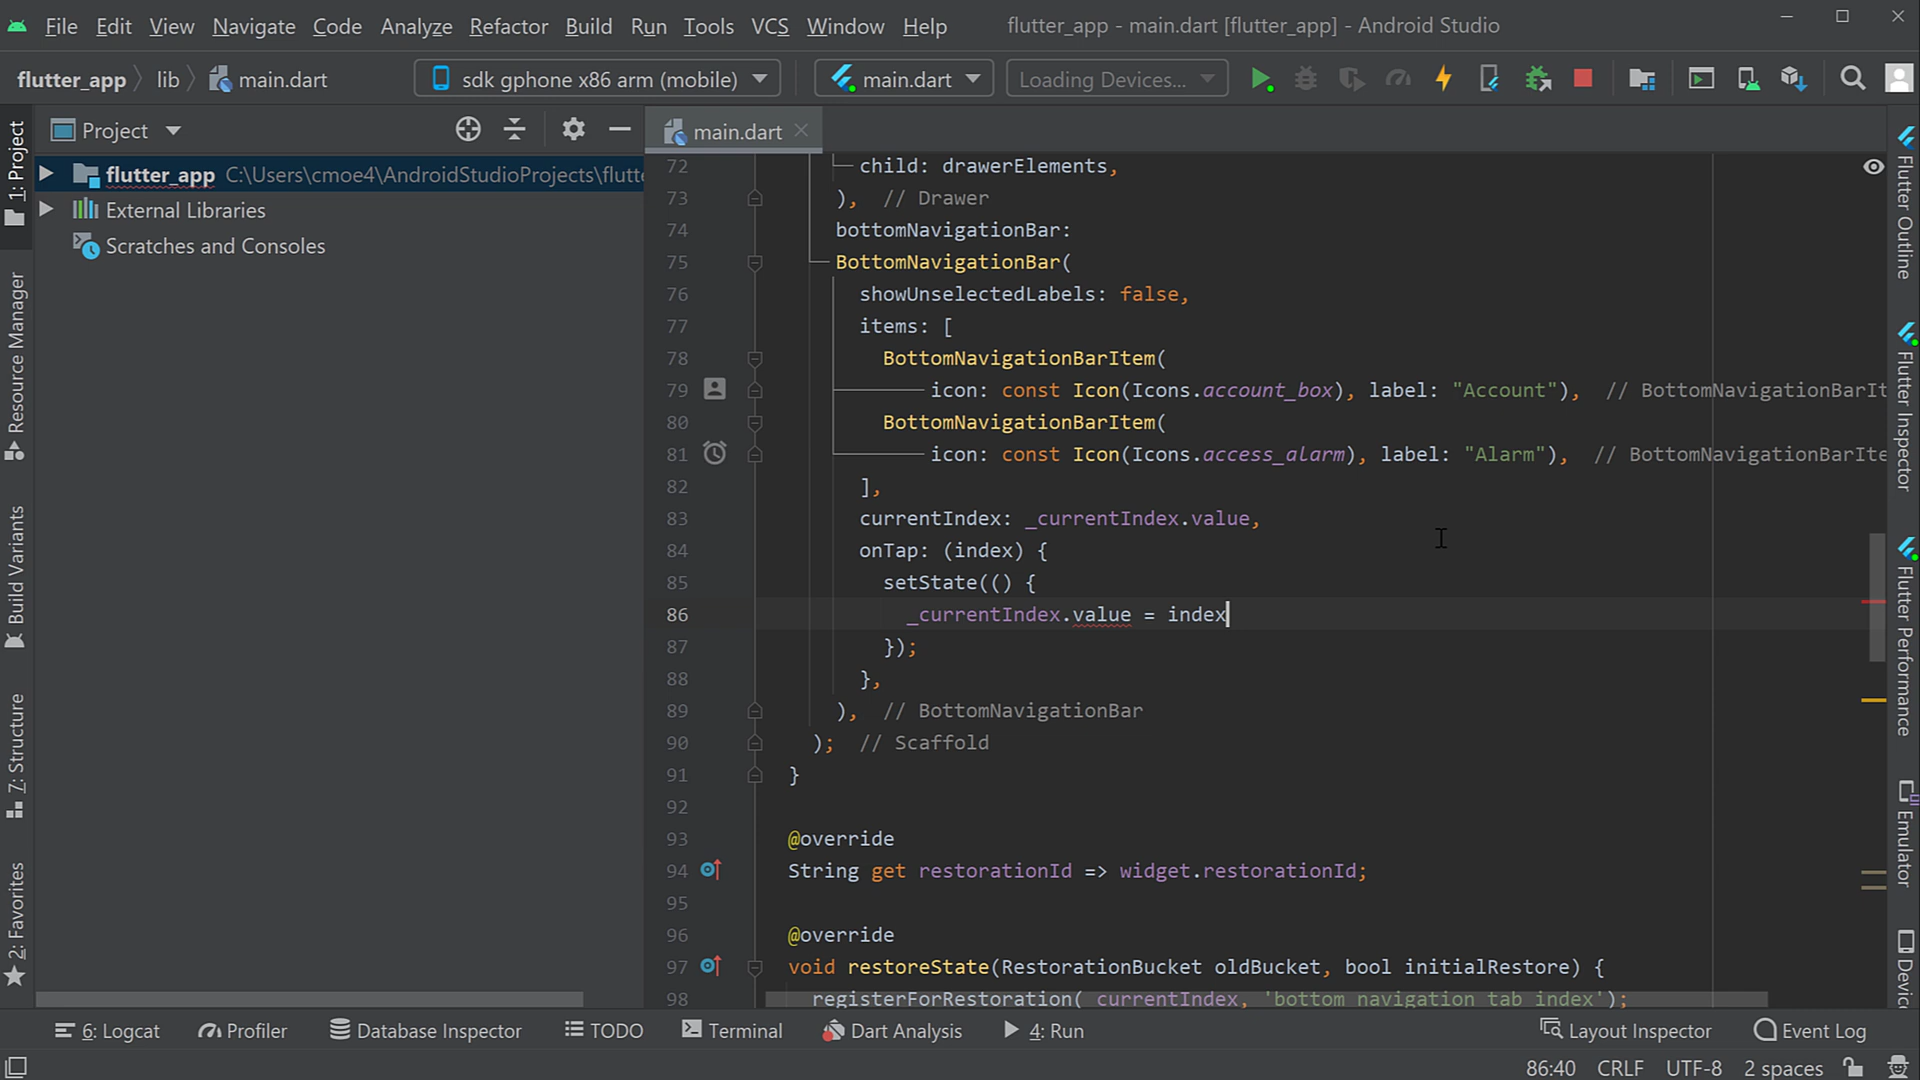 File Edit View Navigate Code Analyze Refactor Build Run Tools VCS Window Help flutter_app - main.dart [flutter_app] - Android Studio
flutter_app lib main.dart sdk gphone x86 arm (mobile) main.dart Loading Devices...
Project main.dart
flutter_app C:\Users\cmoe4\AndroidStudioProjects\flutte
External Libraries
Scratches and Consoles
1: Project
Resource Manager
Build Variants
7: Structure
2: Favorites
72 child: drawerElements,
73 ), // Drawer
74 bottomNavigationBar:
75 BottomNavigationBar(
76 showUnselectedLabels: false,
77 items: [
78 BottomNavigationBarItem(
79 icon: const Icon(Icons.account_box), label: "Account"), // BottomNavigationBarIt
80 BottomNavigationBarItem(
81 icon: const Icon(Icons.access_alarm), label: "Alarm"), // BottomNavigationBarIte
82 ],
83 currentIndex: _currentIndex.value,
84 onTap: (index) {
85 setState(() {
86 _currentIndex.value = index
87 });
88 },
89 ), // BottomNavigationBar
90 ); // Scaffold
91 }
92
93 @override
94 String get restorationId => widget.restorationId;
95
96 @override
97 void restoreState(RestorationBucket oldBucket, bool initialRestore) {
98 registerForRestoration(_currentIndex, 'bottom_navigation_tab_index');
Flutter Outline
Flutter Inspector
Flutter Performance
Emulator
Devic
6: Logcat Profiler Database Inspector TODO Terminal Dart Analysis 4: Run Layout Inspector Event Log
86:40 CRLF UTF-8 2 spaces